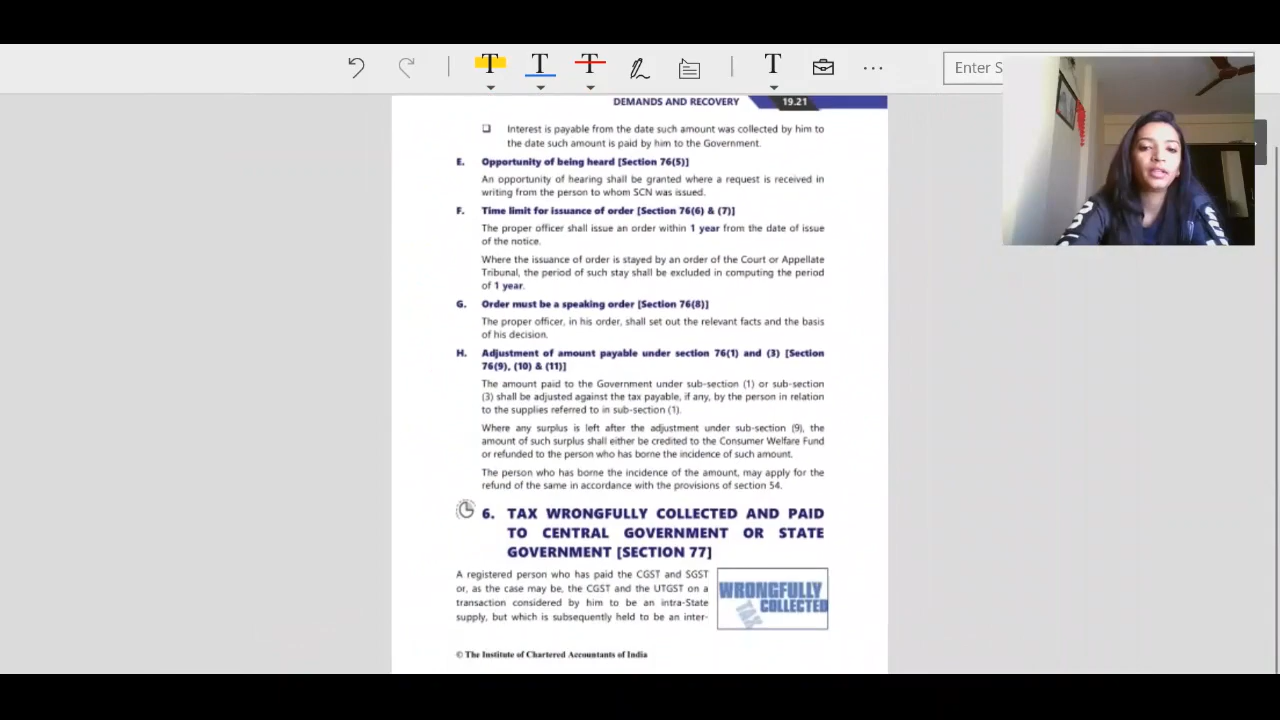 T T T T ...
Enter S
DEMANDS AND RECOVERY 19.21
❑ Interest is payable from the date such amount was collected by him to
the date such amount is paid by him to the Government.
E. Opportunity of being heard [Section 76(5)]
An opportunity of hearing shall be granted where a request is received in
writing from the person to whom SCN was issued.
F. Time limit for issuance of order [Section 76(6) & (7)]
The proper officer shall issue an order within 1 year from the date of issue
of the notice.
Where the issuance of order is stayed by an order of the Court or Appellate
Tribunal, the period of such stay shall be excluded in computing the period
of 1 year.
G. Order must be a speaking order [Section 76(8)]
The proper officer, in his order, shall set out the relevant facts and the basis
of his decision.
H. Adjustment of amount payable under section 76(1) and (3) [Section
76(9), (10) & (11)]
The amount paid to the Government under sub-section (1) or sub-section
(3) shall be adjusted against the tax payable, if any, by the person in relation
to the supplies referred to in sub-section (1).
Where any surplus is left after the adjustment under sub-section (9), the
amount of such surplus shall either be credited to the Consumer Welfare Fund
or refunded to the person who has borne the incidence of such amount.
The person who has borne the incidence of the amount, may apply for the
refund of the same in accordance with the provisions of section 54.
6. TAX WRONGFULLY COLLECTED AND PAID
TO CENTRAL GOVERNMENT OR STATE
GOVERNMENT [SECTION 77]
A registered person who has paid the CGST and SGST
or, as the case may be, the CGST and the UTGST on a
transaction considered by him to be an intra-State
supply, but which is subsequently held to be an inter-
WRONGFULLY
COLLECTED
TAX
© The Institute of Chartered Accountants of India